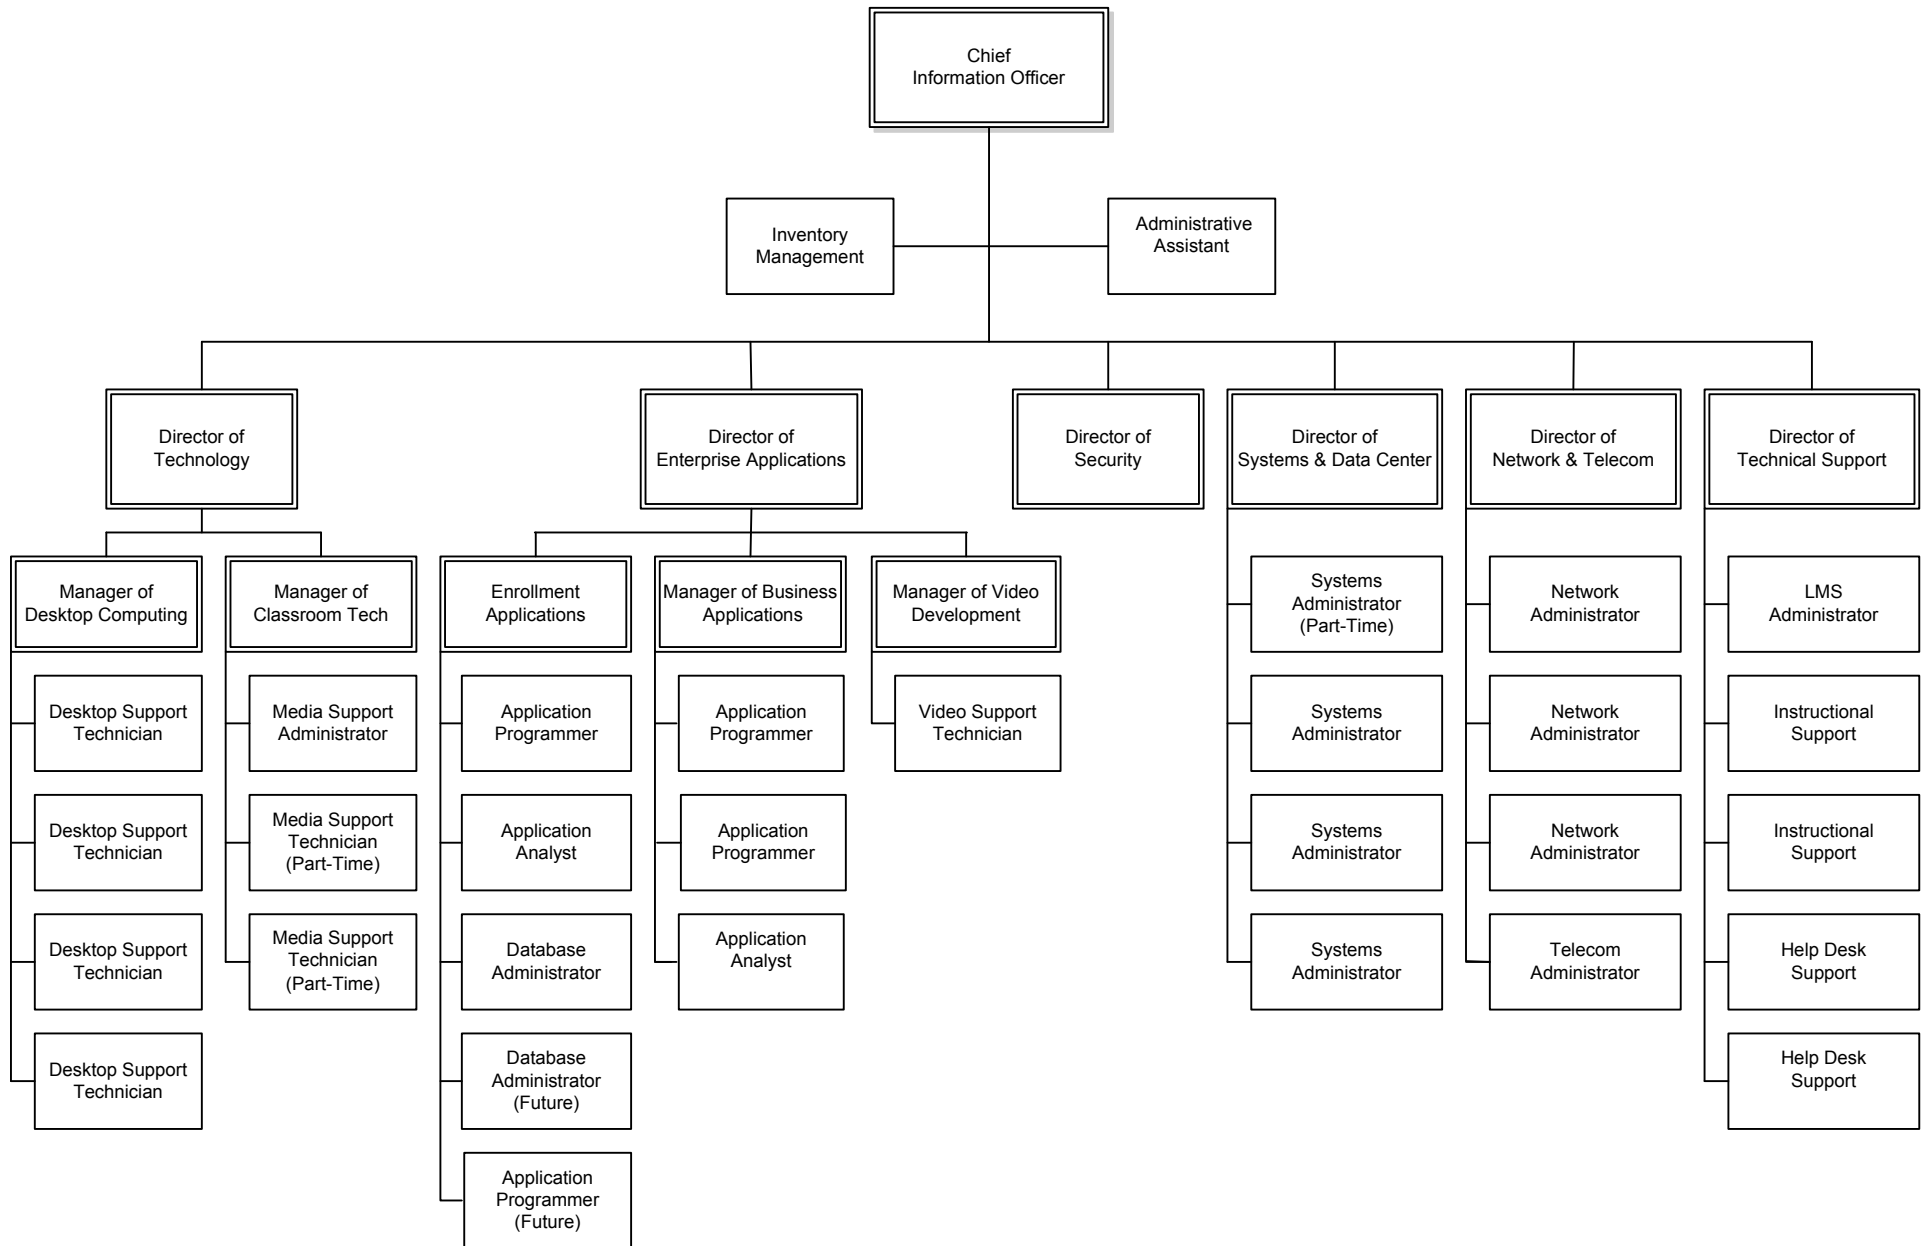 Chief
Information Officer
Inventory
Management
Administrative
Assistant
Director of
Technology
Director of
Enterprise Applications
Director of
Security
Director of
Systems & Data Center
Director of
Network & Telecom
Director of
Technical Support
Manager of
Desktop Computing
Manager of
Classroom Tech
Enrollment
Applications
Manager of Business
Applications
Manager of Video
Development
Systems
Administrator
(Part-Time)
Network
Administrator
LMS
Administrator
Desktop Support
Technician
Media Support
Administrator
Application
Programmer
Application
Programmer
Video Support
Technician
Systems
Administrator
Network
Administrator
Instructional
Support
Desktop Support
Technician
Media Support
Technician
(Part-Time)
Application
Analyst
Application
Programmer
Systems
Administrator
Network
Administrator
Instructional
Support
Desktop Support
Technician
Media Support
Technician
(Part-Time)
Database
Administrator
Application
Analyst
Systems
Administrator
Telecom
Administrator
Help Desk
Support
Desktop Support
Technician
Database
Administrator
(Future)
Help Desk
Support
Application
Programmer
(Future)